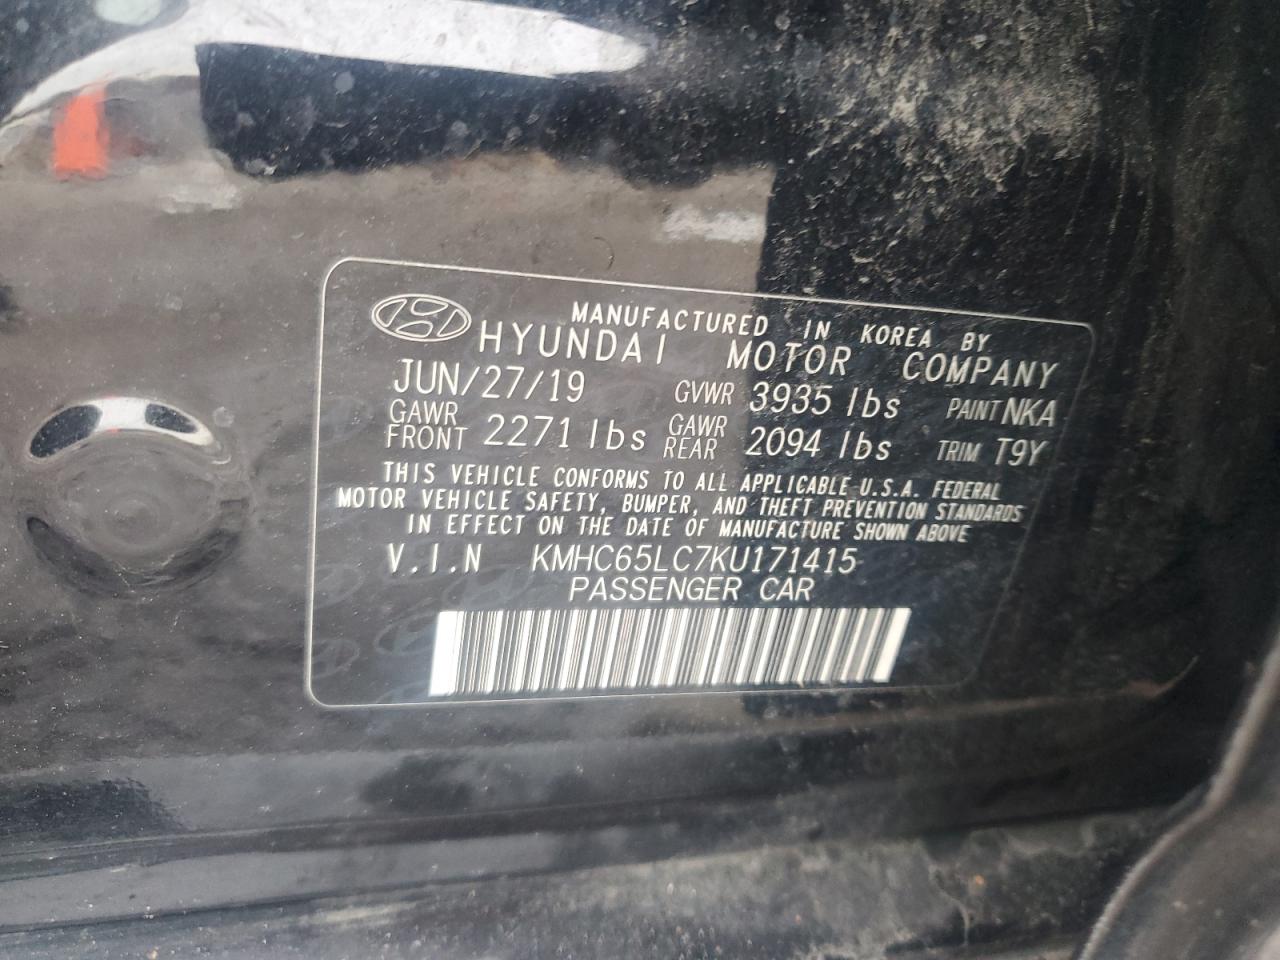 MANUFACTURED IN KOREA BY
HYUNDAI MOTOR COMPANY
JUN/27/19 GVWR 3935 lbs PAINT NKA
GAWR FRONT 2271 lbs GAWR REAR 2094 lbs TRIM T9Y
THIS VEHICLE CONFORMS TO ALL APPLICABLE U.S.A. FEDERAL
MOTOR VEHICLE SAFETY, BUMPER, AND THEFT PREVENTION STANDARDS
IN EFFECT ON THE DATE OF MANUFACTURE SHOWN ABOVE
V.I.N KMHC65LC7KU171415
PASSENGER CAR